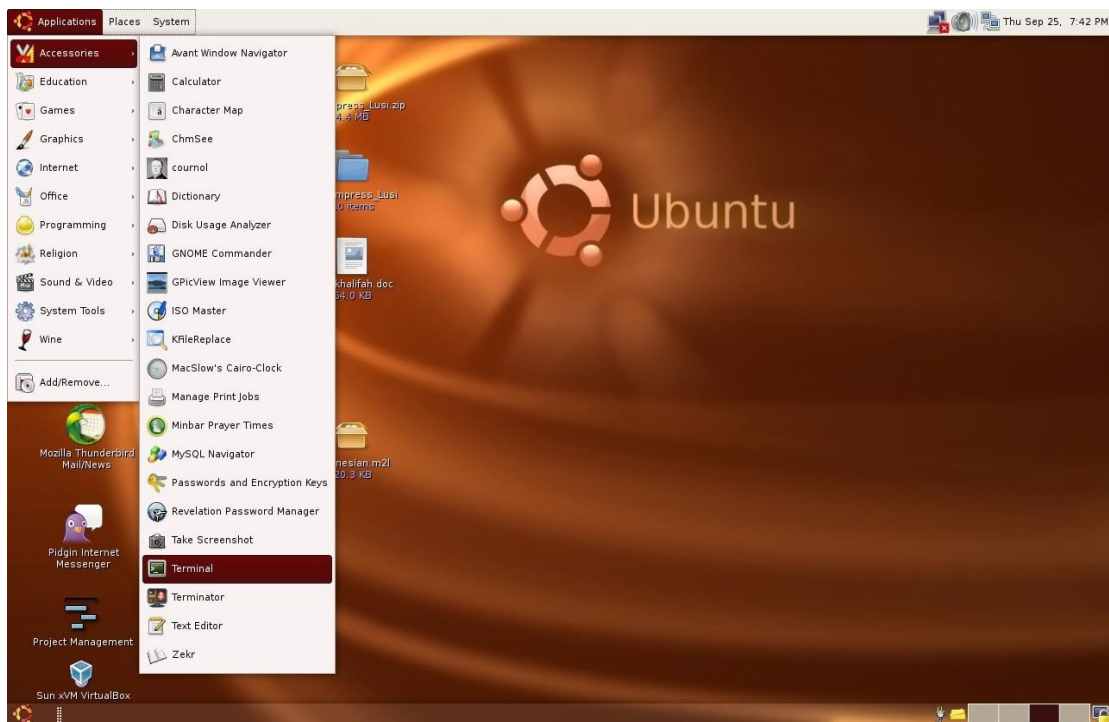 Applications Places System
Thu Sep 25, 7:42 PM
Accessories
Education
Games
Graphics
Internet
Office
Programming
Religion
Sound & Video
System Tools
Wine
Add/Remove...
Avant Window Navigator
Calculator
Character Map
ChmSee
cournol
Dictionary
Disk Usage Analyzer
GNOME Commander
GPicView Image Viewer
ISO Master
KFileReplace
MacSlow's Cairo-Clock
Manage Print Jobs
Minbar Prayer Times
MySQL Navigator
Passwords and Encryption Keys
Revelation Password Manager
Take Screenshot
Terminal
Terminator
Text Editor
Zekr
press_Lusi.zip
4.4 MB
mpress_Lusi
items
khalifah.doc
64.0 KB
nesian.m2l
20.3 KB
Ubuntu
Mozilla Thunderbird
Mail/News
Pidgin Internet
Messenger
Project Management
Sun xVM VirtualBox